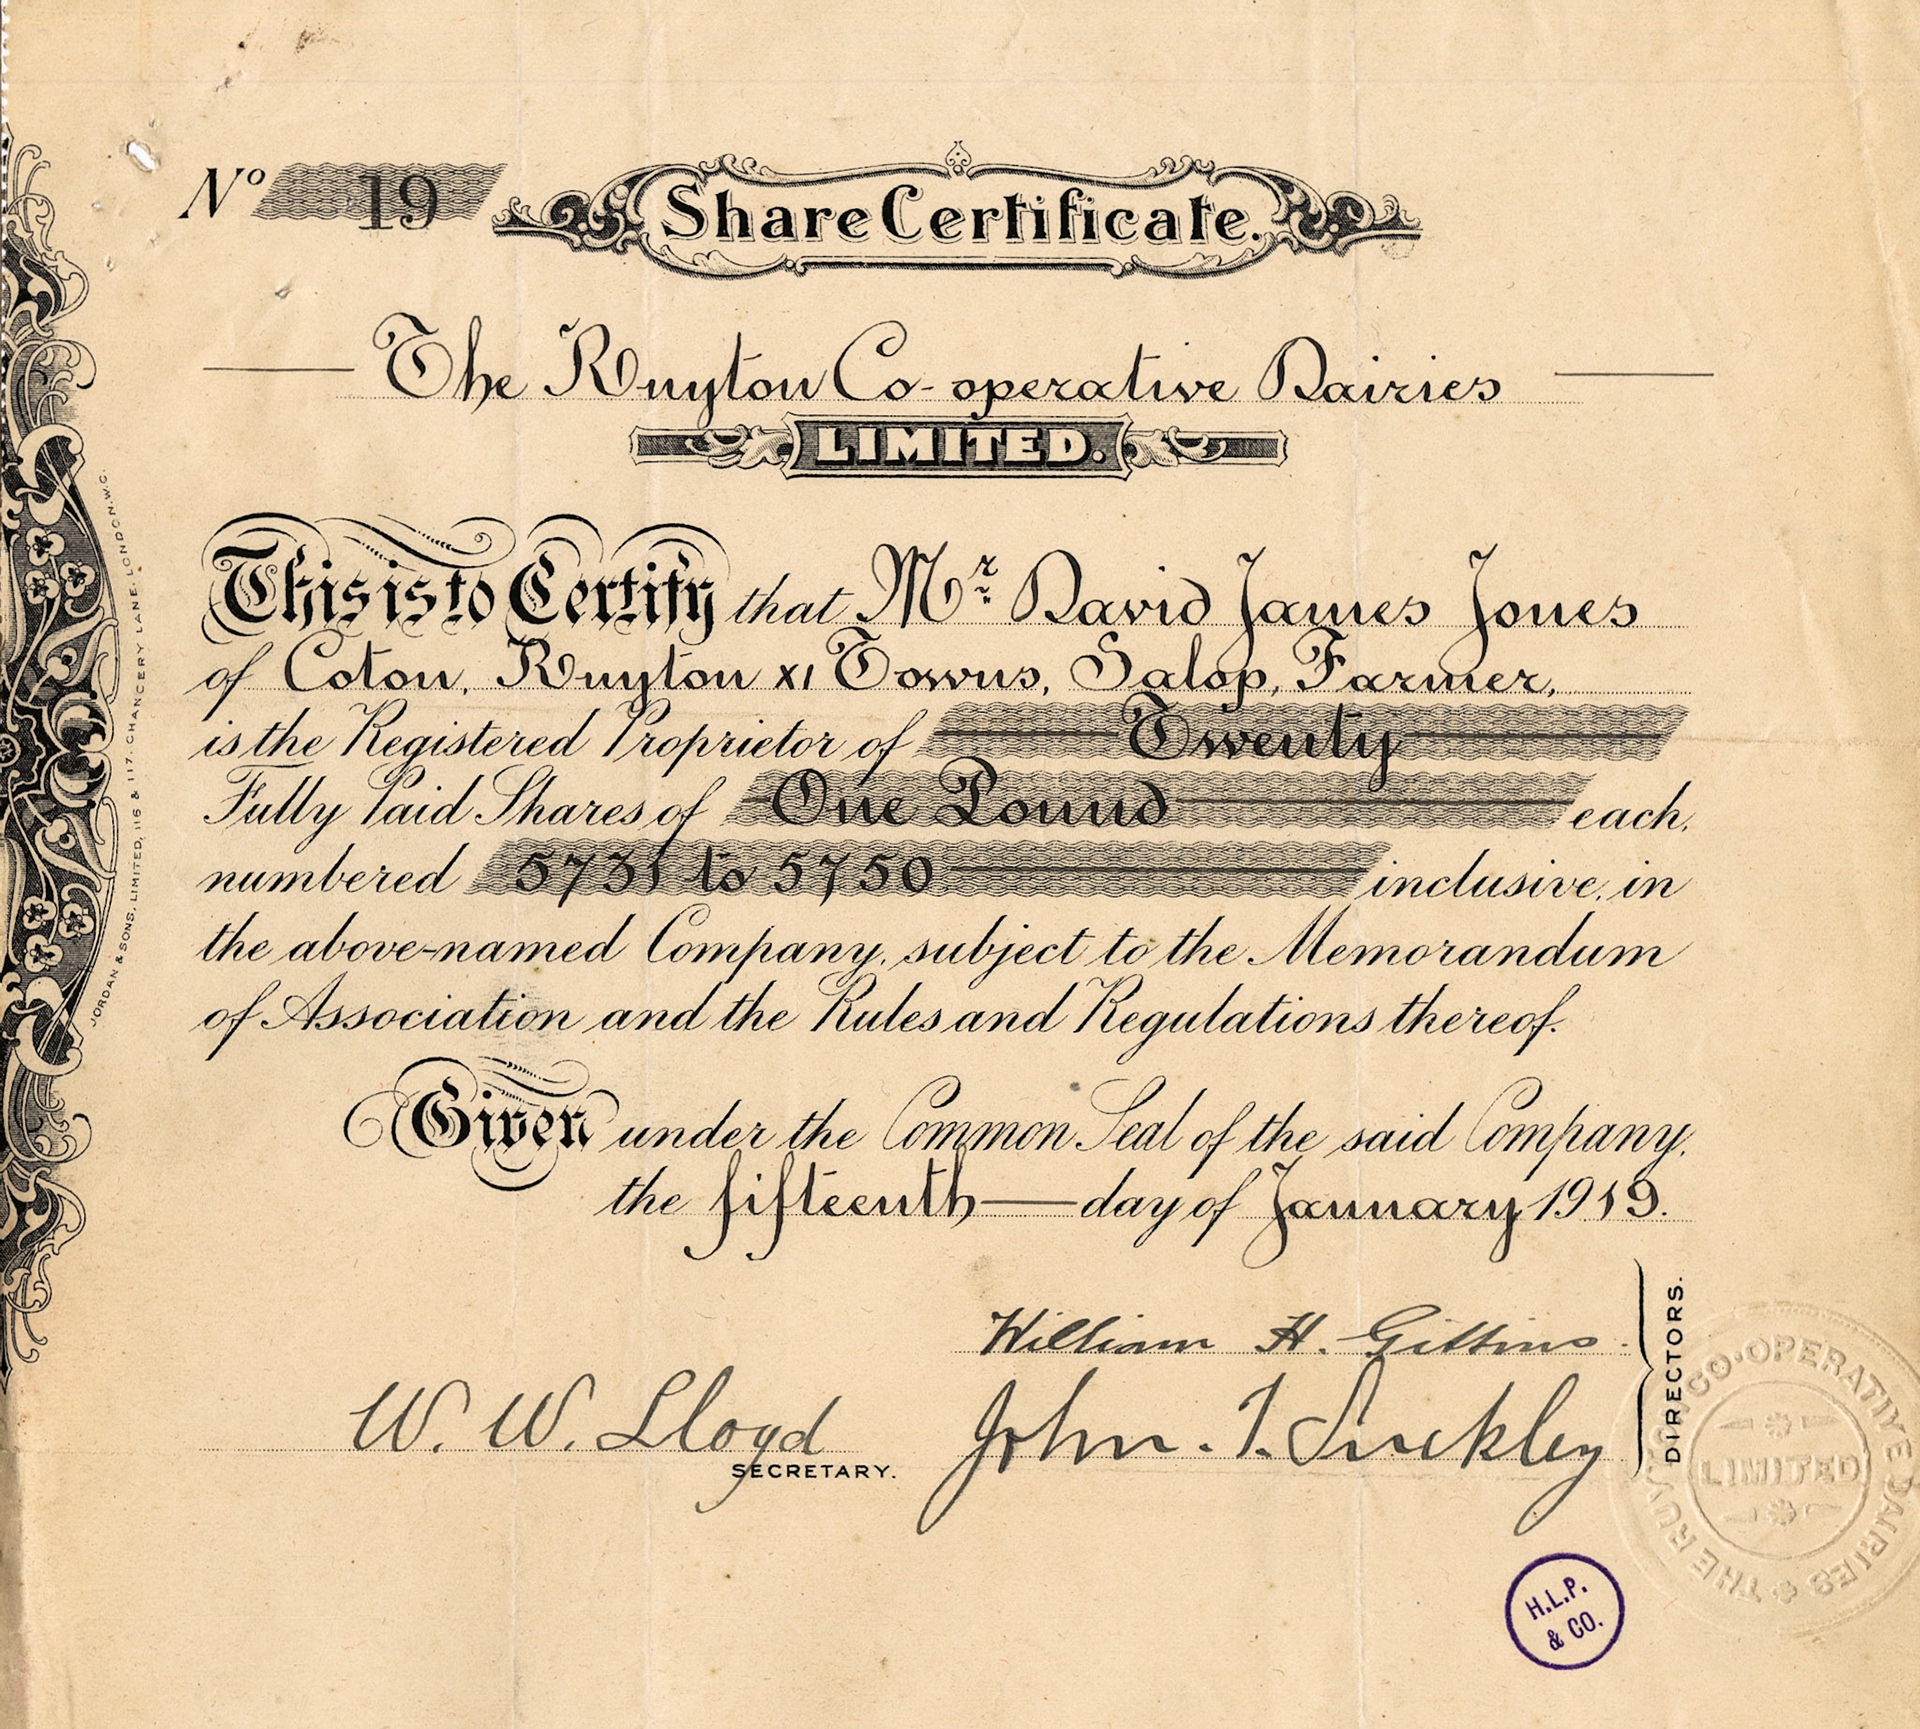 Nº 19
Share Certificate.
The Ruyton Co-operative Dairies
LIMITED.
This is to Certify that Mr David James Jones
of Coton, Ruyton XI Towns, Salop, Farmer,
is the Registered Proprietor of Twenty
Fully Paid Shares of One Pound each,
numbered 5731 to 5750 inclusive, in
the above-named Company, subject to the Memorandum
of Association and the Rules and Regulations thereof.
Given under the Common Seal of the said Company,
the fifteenth day of January 1919.
William H. Gittins
W. W. Lloyd
SECRETARY.
John
DIRECTORS.
THE RUYTON CO-OPERATIVE DAIRIES
LIMITED
H.L.P.
& CO.
JORDAN & SONS, LIMITED, 116 & 117, CHANCERY LANE, LONDON, W.C.